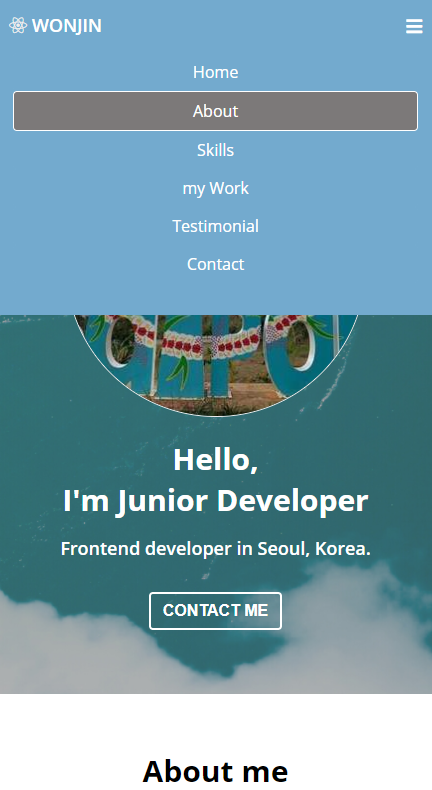 WONJIN
Home
About
Skills
my Work
Testimonial
Contact
Hello,
I'm Junior Developer
Frontend developer in Seoul, Korea.
CONTACT ME
About me